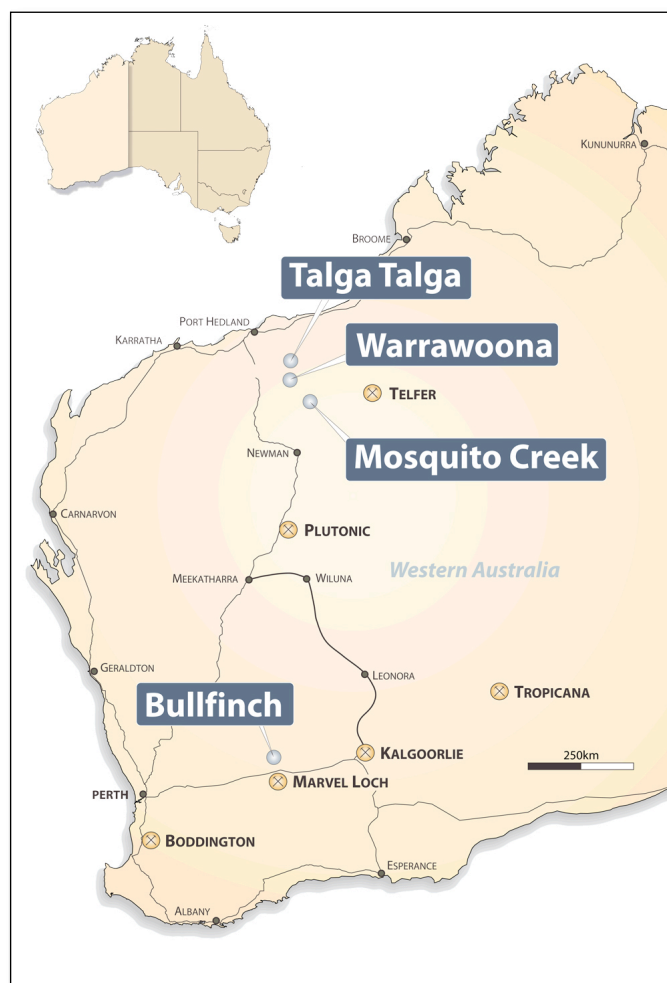 KUNUNURRA
BROOME
Talga Talga
PORT HEDLAND
Warrawoona
KARRATHA
TELFER
Mosquito Creek
NEWMAN
CARNARVON
PLUTONIC
Western Australia
MEEKATHARRA
WILUNA
GERALDTON
LEONORA
TROPICANA
Bullfinch
KALGOORLIE
250km
MARVEL LOCH
PERTH
BODDINGTON
ESPERANCE
ALBANY